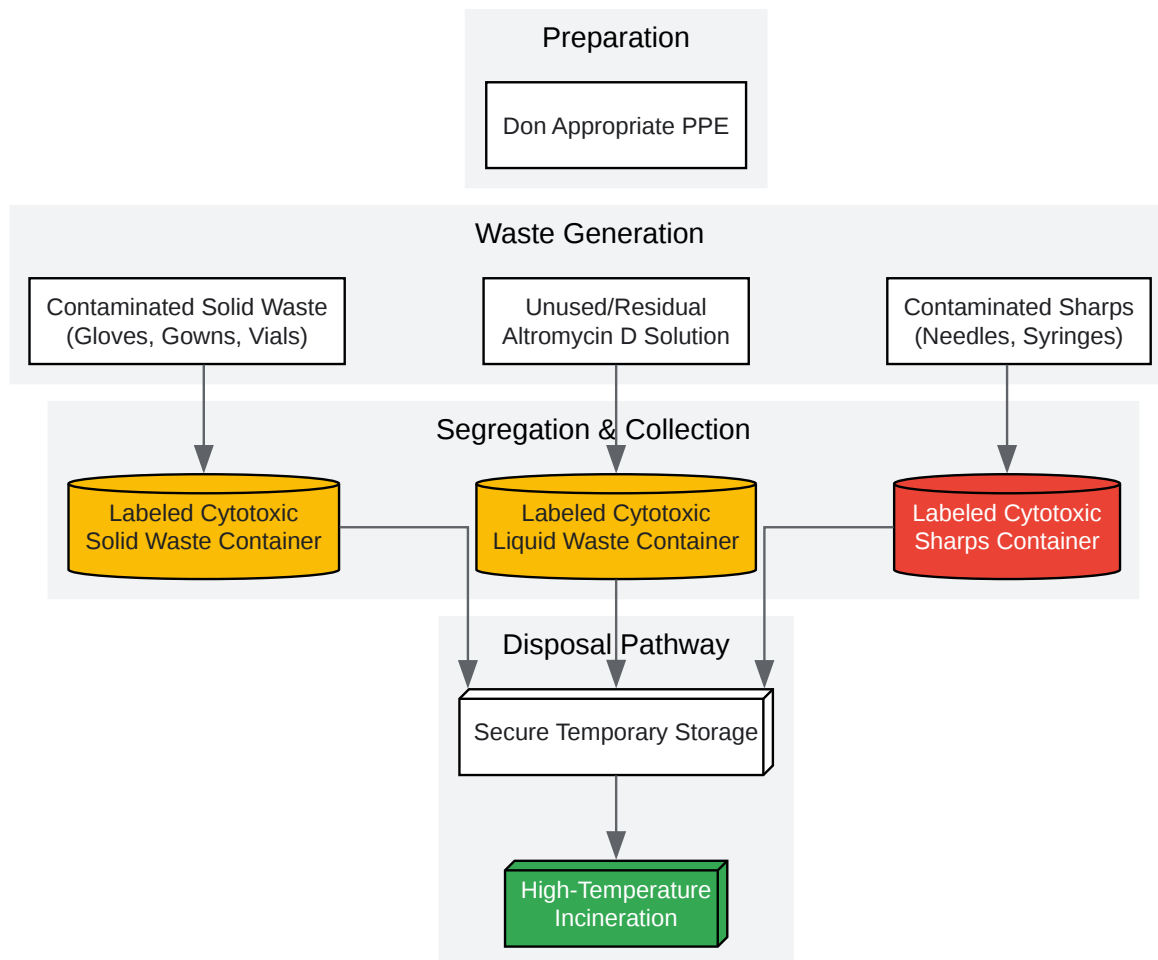 Preparation
Don Appropriate PPE
Waste Generation
Contaminated Solid Waste
(Gloves, Gowns, Vials)
Unused/Residual
Altromycin D Solution
Contaminated Sharps
(Needles, Syringes)
Segregation & Collection
Labeled Cytotoxic
Solid Waste Container
Labeled Cytotoxic
Liquid Waste Container
Labeled Cytotoxic
Sharps Container
Disposal Pathway
Secure Temporary Storage
High-Temperature
Incineration